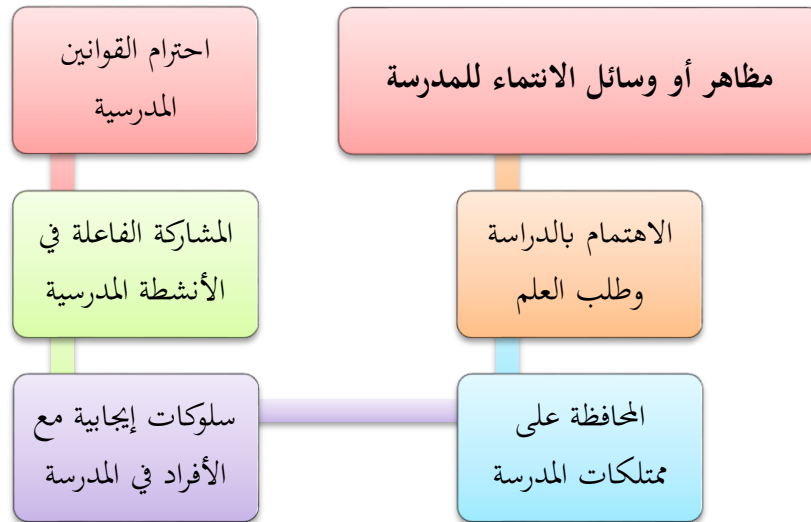 مظاهر أو وسائل الانتماء للمدرسة
الاهتمام بالدراسة
وطلب العلم
المحافظة على
ممتلكات المدرسة
سلوكات إيجابية مع
الأفراد في المدرسة
المشاركة الفاعلة في
الأنشطة المدرسية
احترام القوانين
المدرسية